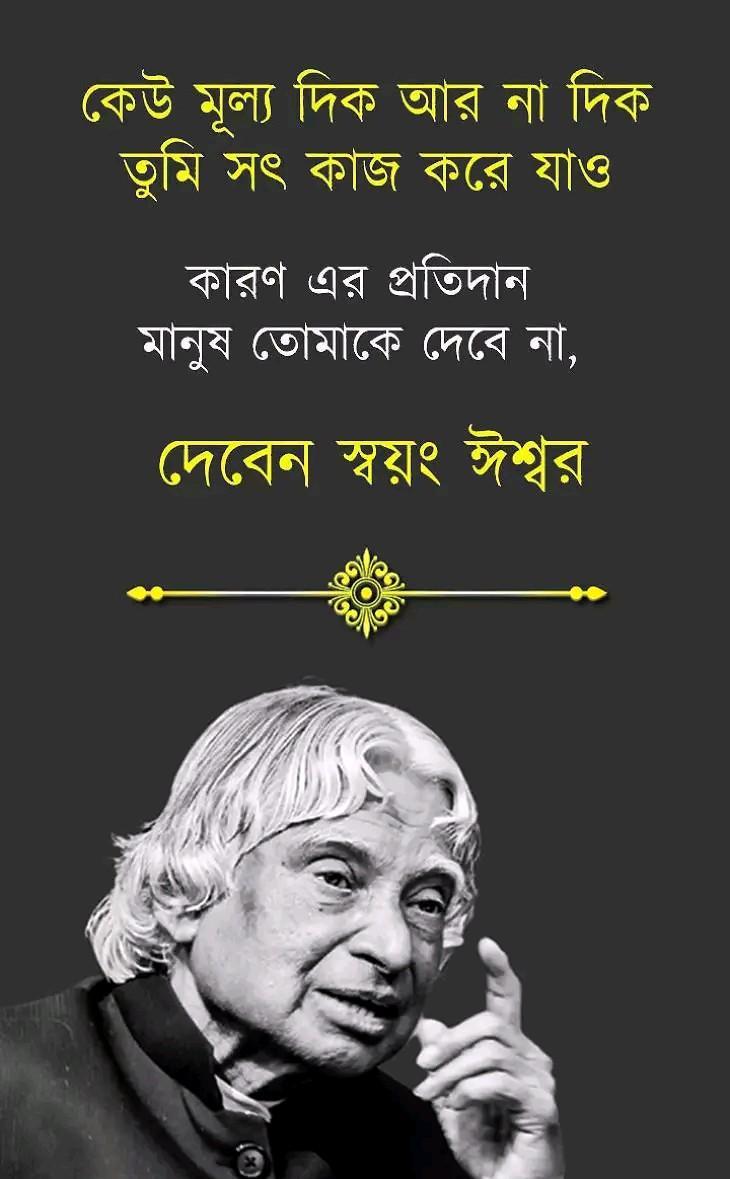 কেউ মূল্য দিক আর না দিক
তুমি সৎ কাজ করে যাও
কারণ এর প্রতিদান
মানুষ তোমাকে দেবে না,
দেবেন স্বয়ং ঈশ্বর